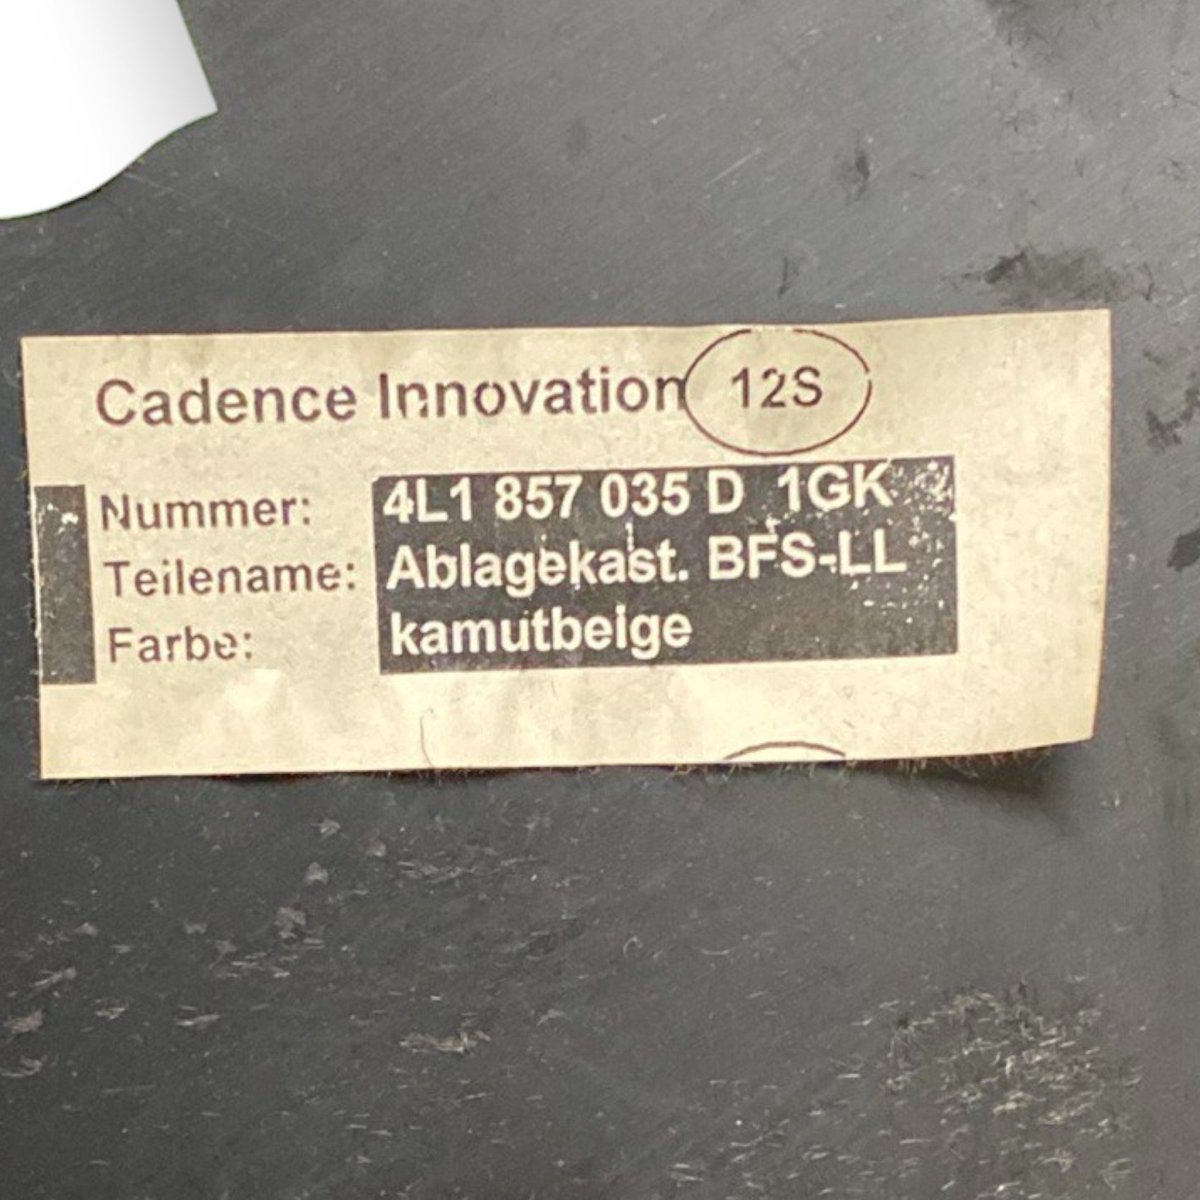 Cadence Innovation 12S
Nummer: 4L1 857 035 D 1GK
Teilename: Ablagekast. BFS-LL
Farbe: kamutbeige